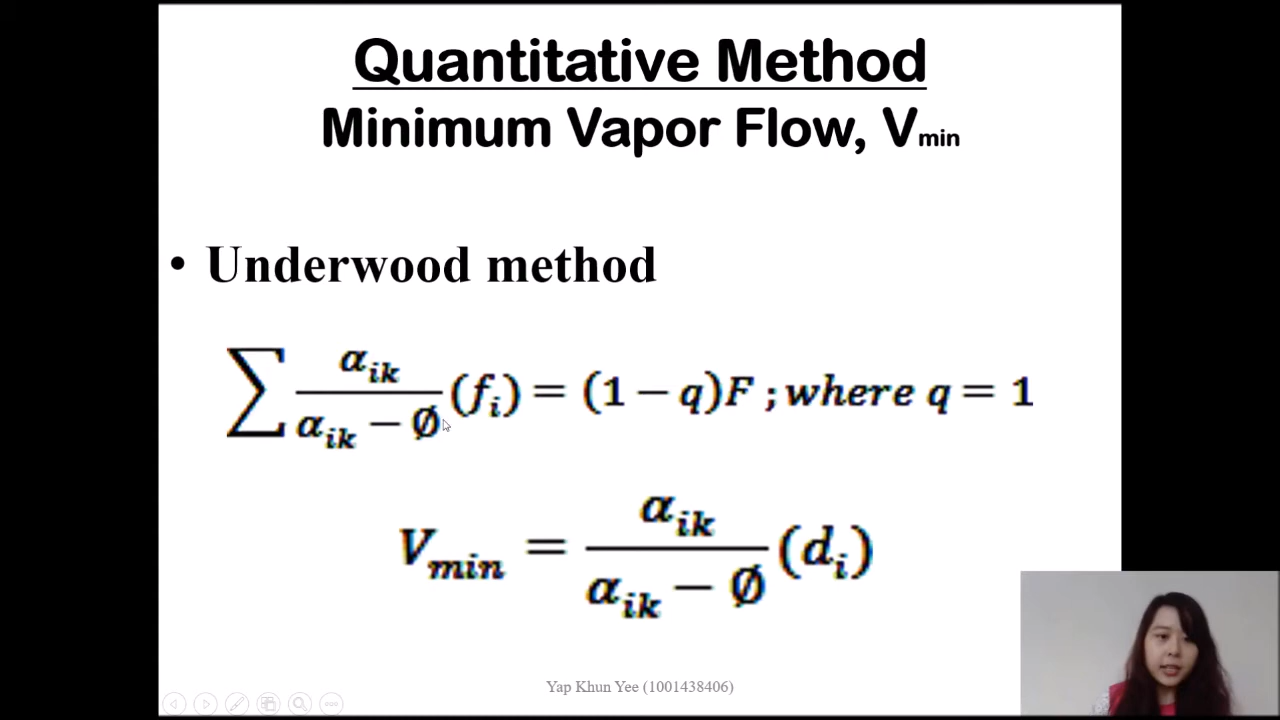 Quantitative Method
Minimum Vapor Flow, Vmin
• Underwood method
∑ αik / (αik − Ø) (fi) = (1 − q)F ; where q = 1
Vmin = αik / (αik − Ø) (di)
Yap Khun Yee (1001438406)